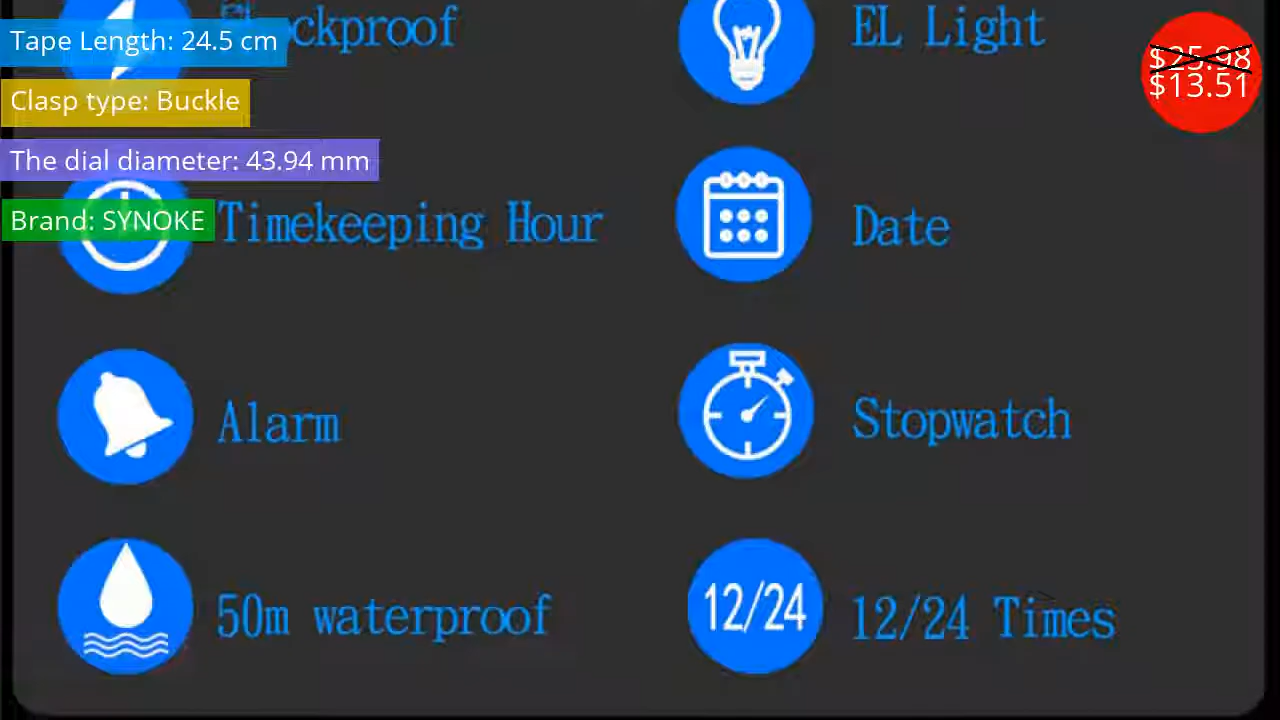 Tape Length: 24.5 cm
EL Light
$25.98
$13.51
Clasp type: Buckle
The dial diameter: 43.94 mm
Brand: SYNOKE
Timekeeping Hour
Date
Alarm
Stopwatch
50m waterproof
12/24
12/24 Times